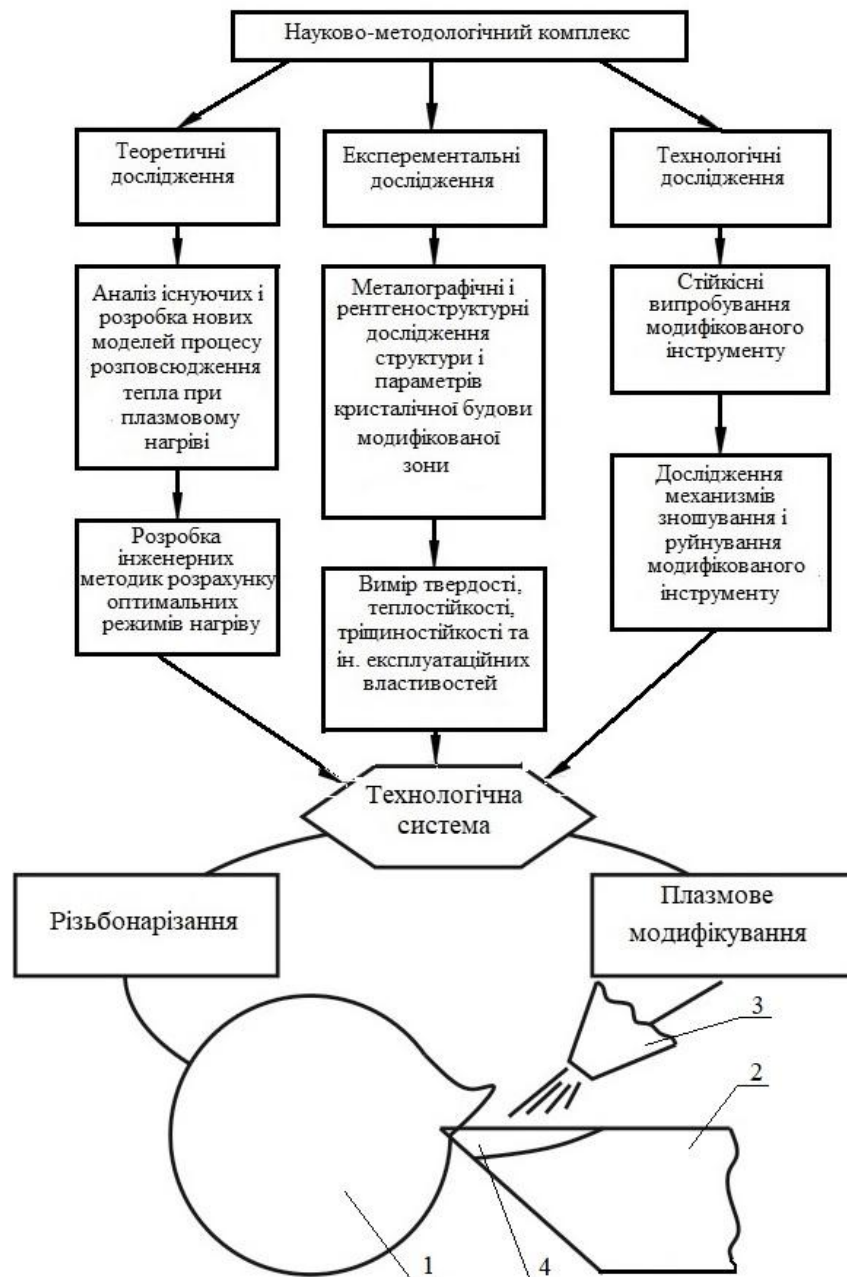 Науково-методологічний комплекс
Теоретичні
дослідження
Експерементальні
дослідження
Технологічні
дослідження
Аналіз існуючих і
розробка нових
моделей процесу
розповсюдження
тепла при
плазмовому
нагріві
Металографічні і
рентгеноструктурні
дослідження
структури і
параметрів
кристалічної будови
модифікованої
зони
Стійкісні
випробування
модифікованого
інструменту
Розробка
інженерних
методик розрахунку
оптимальних
режимів нагріву
Вимір твердості,
теплостійкості,
тріщиностійкості та
ін. експлуатаційних
властивостей
Дослідження
механізмів
зношування і
руйнування
модифікованого
інструменту
Технологічна
система
Різьбонарізання
Плазмове
модифікування
3
2
1
4